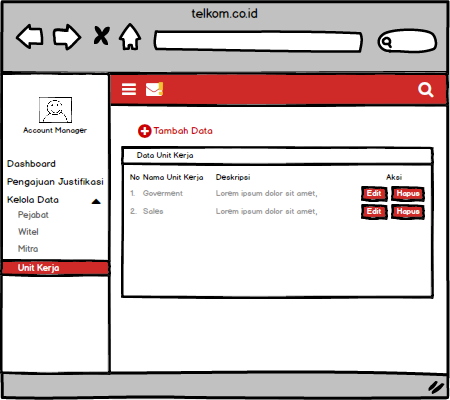 telkom.co.id
Account Manager
Dashboard
Pengajuan Justifikasi
Kelola Data
Pejabat
Witel
Mitra
Unit Kerja
Tambah Data
Data Unit Kerja
No Nama Unit Kerja Deskripsi Aksi
1. Goverment Lorem ipsum dolor sit amet, Edit Hapus
2. Sales Lorem ipsum dolor sit amet, Edit Hapus